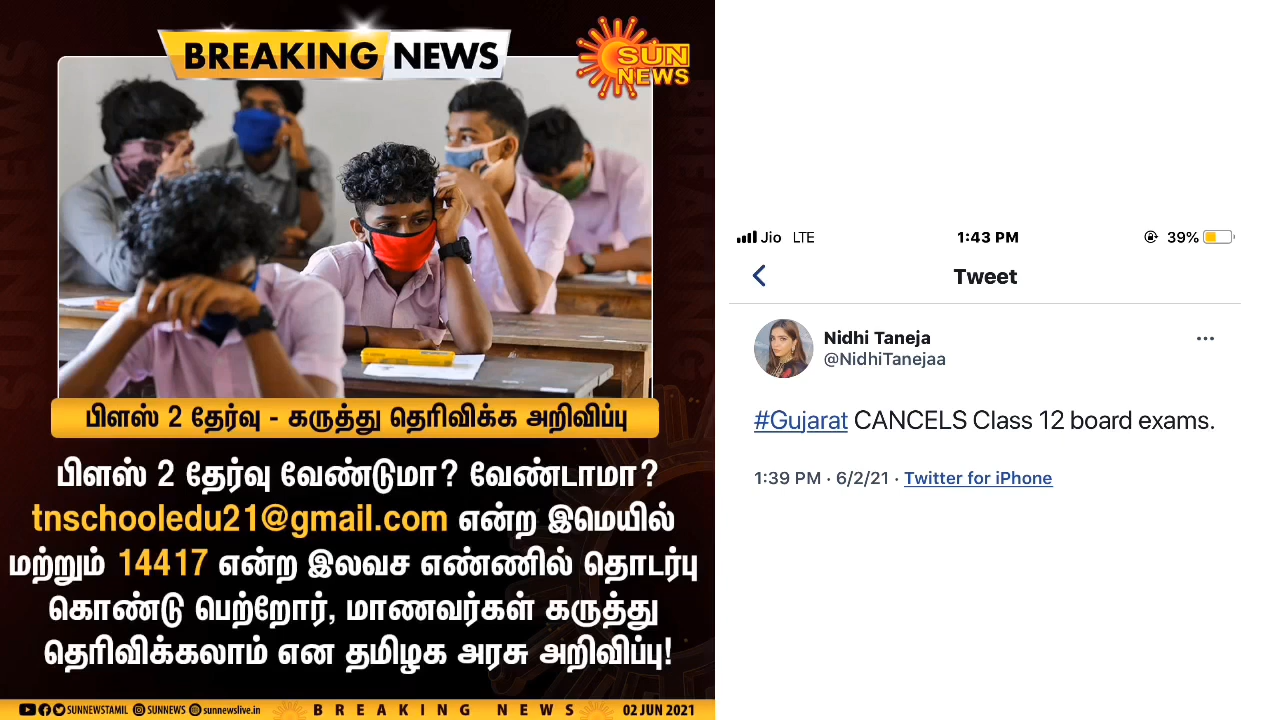 BREAKING NEWS
SUN
NEWS
பிளஸ் 2 தேர்வு - கருத்து தெரிவிக்க அறிவிப்பு
பிளஸ் 2 தேர்வு வேண்டுமா? வேண்டாமா?
tnschooledu21@gmail.com என்ற இமெயில்
மற்றும் 14417 என்ற இலவச எண்ணில் தொடர்பு
கொண்டு பெற்றோர், மாணவர்கள் கருத்து
தெரிவிக்கலாம் என தமிழக அரசு அறிவிப்பு!
SUNNEWSTAMIL SUNNEWS sunnewslive.in BREAKING NEWS 02 JUN 2021
Jio LTE 1:43 PM 39%
Tweet
Nidhi Taneja
@NidhiTanejaa
#Gujarat CANCELS Class 12 board exams.
1:39 PM · 6/2/21 · Twitter for iPhone